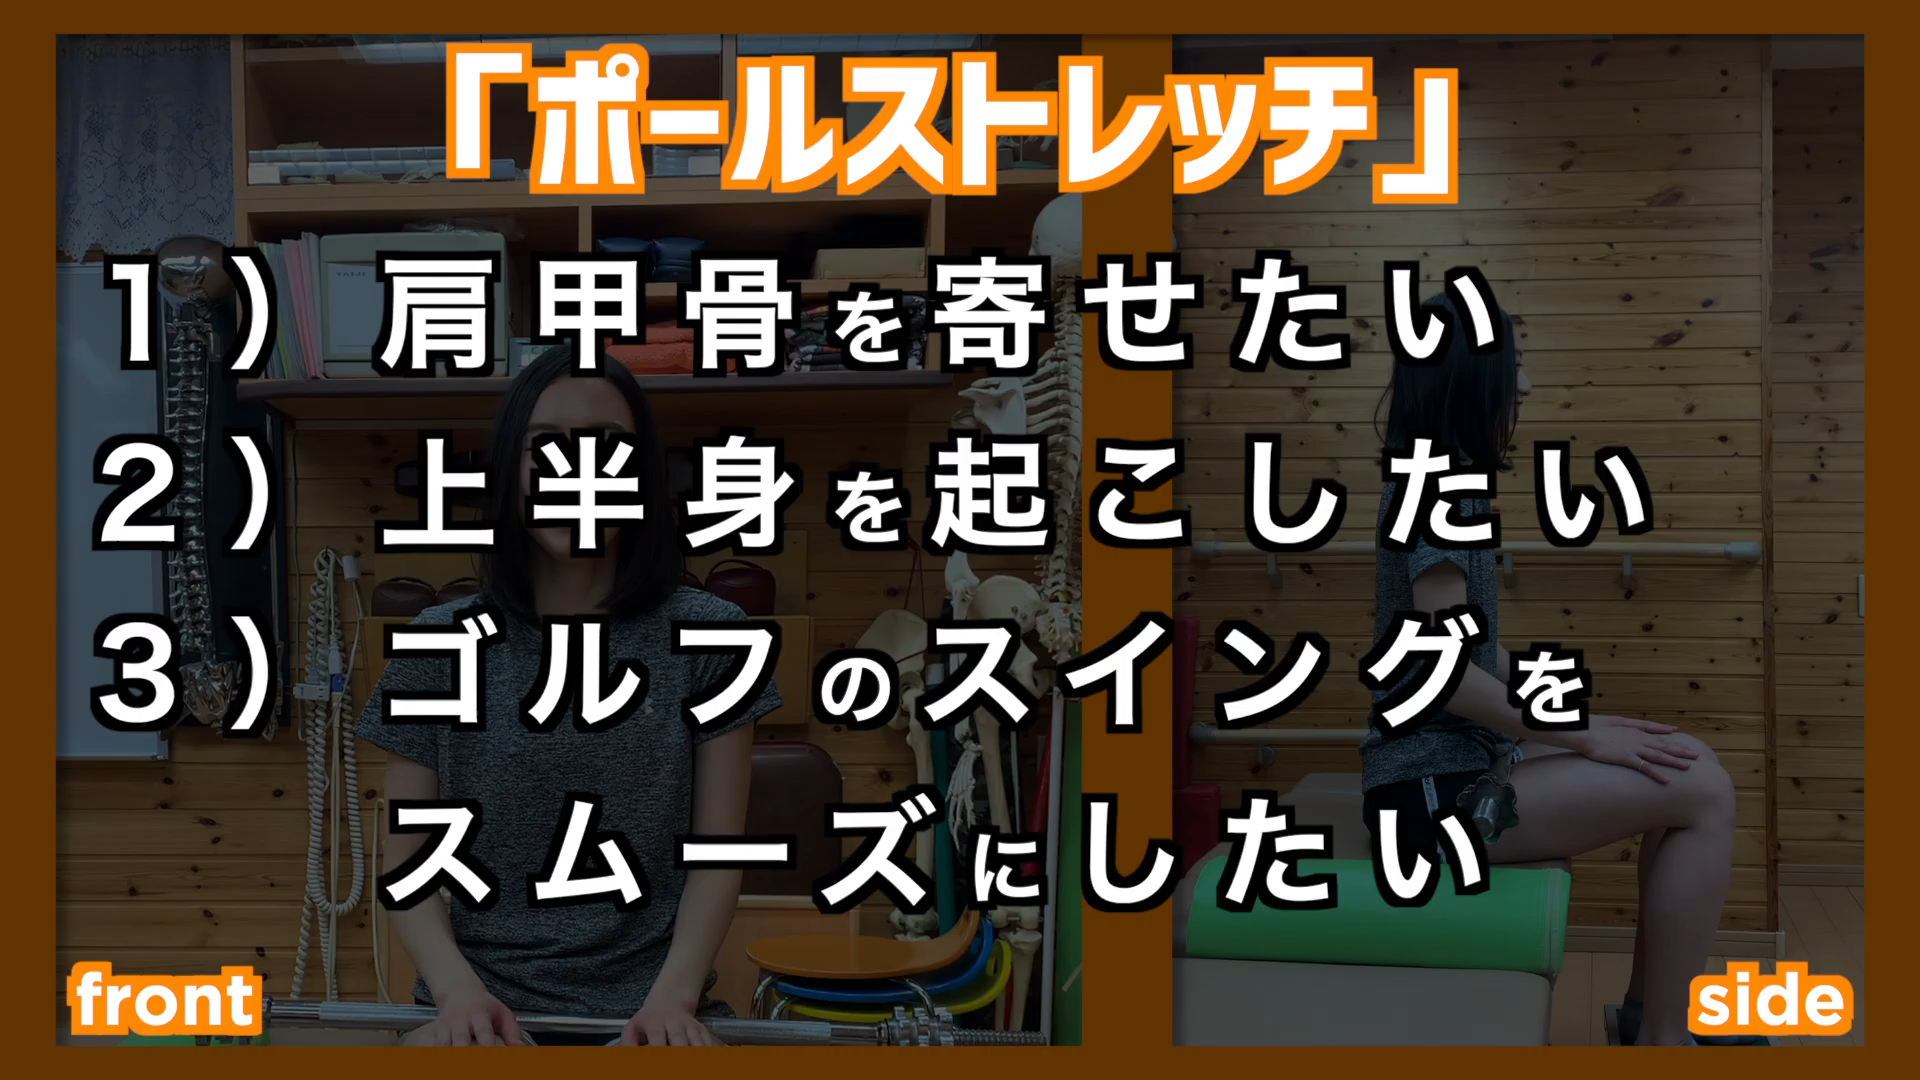 「ポールストレッチ」
１）肩甲骨を寄せたい
２）上半身を起こしたい
３）ゴルフのスイングを
スムーズにしたい
front
side